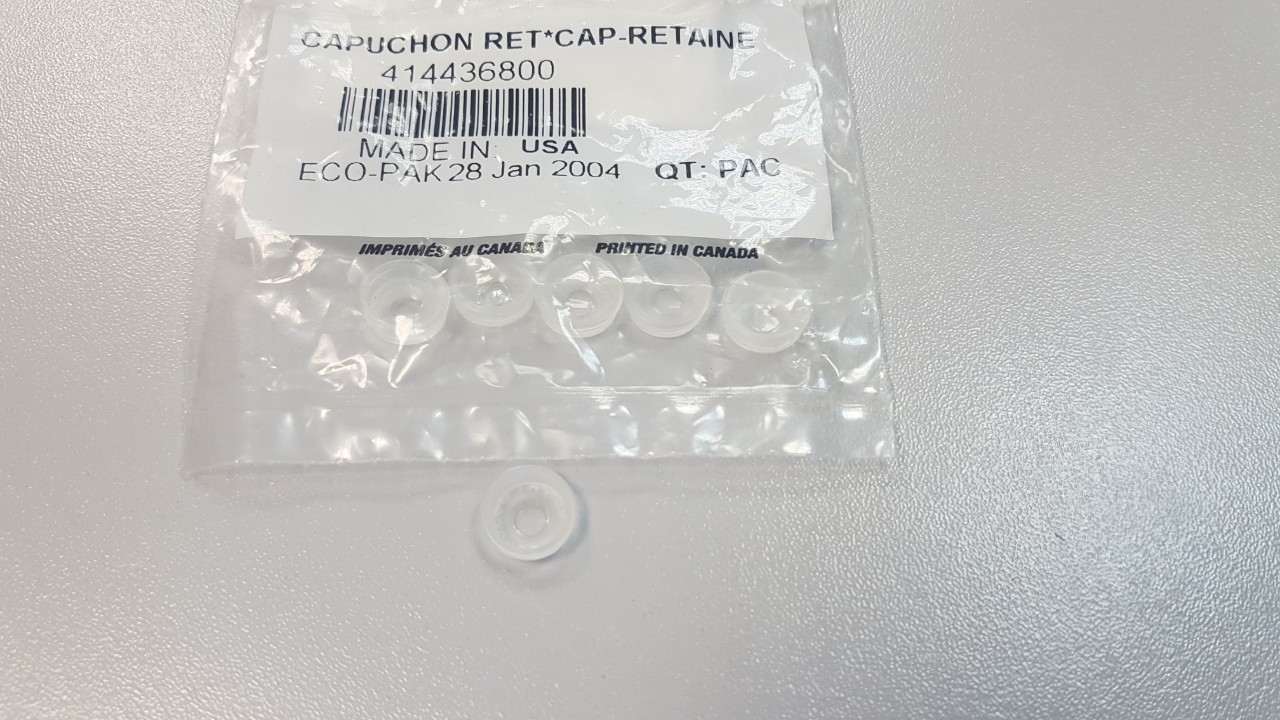 CAPUCHON RET*CAP-RETAINE
414436800
MADE IN: USA
ECO-PAK 28 Jan 2004 QT: PAC
IMPRIMÉS AU CANADA PRINTED IN CANADA